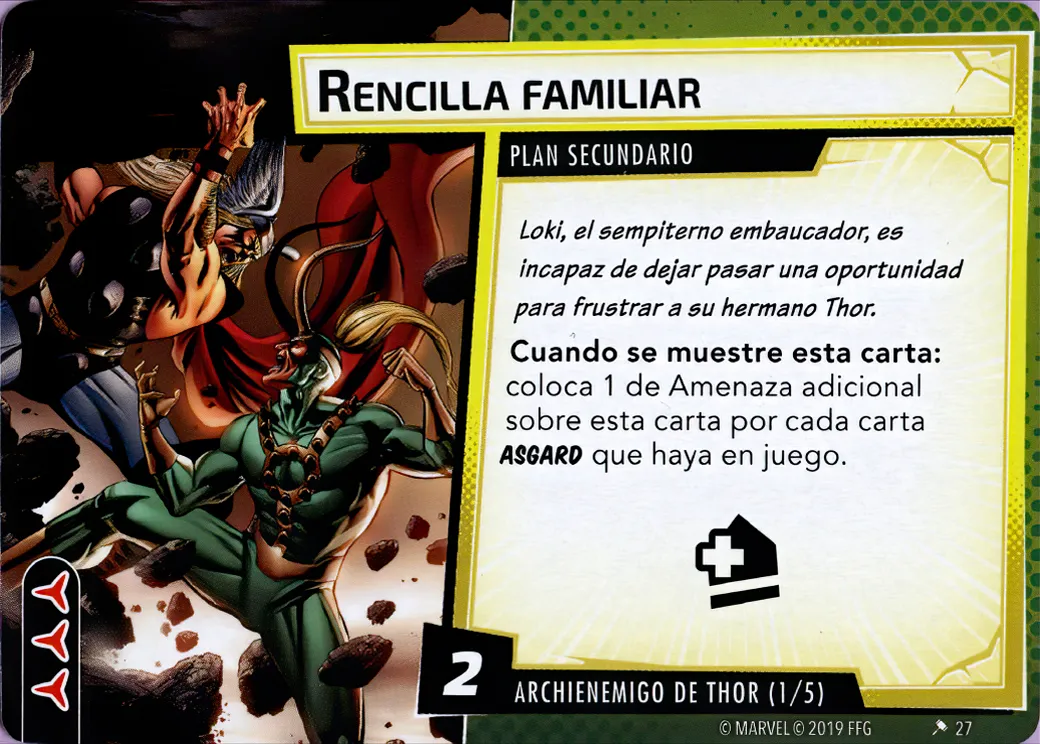 RENCILLA FAMILIAR
PLAN SECUNDARIO
Loki, el sempiterno embaucador, es
incapaz de dejar pasar una oportunidad
para frustrar a su hermano Thor.
Cuando se muestre esta carta:
coloca 1 de Amenaza adicional
sobre esta carta por cada carta
ASGARD que haya en juego.
2
ARCHIENEMIGO DE THOR (1/5)
© MARVEL © 2019 FFG 27